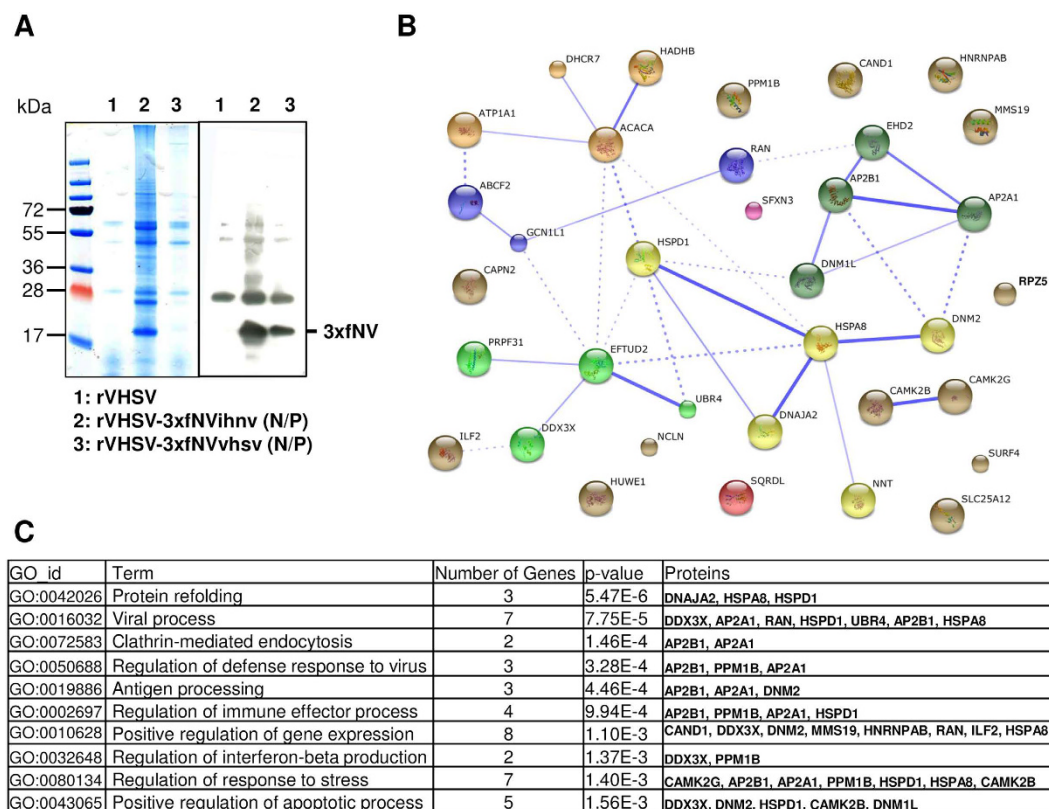 A
kDa
1 2 3 1 2 3
72
55
36
28
17
3xfNV
1: rVHSV
2: rVHSV-3xfNVihnv (N/P)
3: rVHSV-3xfNVvhsv (N/P)
B
DHCR7
HADHB
PPM1B
CAND1
HNRNPAB
MMS19
ATP1A1
ACACA
EHD2
RAN
AP2B1
AP2A1
ABCF2
SFXN3
GCN1L1
HSPD1
DNM1L
CAPN2
RPZ5
HSPA8
DNM2
PRPF31
EFTUD2
CAMK2B
CAMK2G
UBR4
DNAJA2
ILF2
DDX3X
NCLN
SURF4
HUWE1
SQRDL
NNT
SLC25A12
C
GO_id Term Number of Genes p-value Proteins
GO:0042026 Protein refolding 3 5.47E-6 DNAJA2, HSPA8, HSPD1
GO:0016032 Viral process 7 7.75E-5 DDX3X, AP2A1, RAN, HSPD1, UBR4, AP2B1, HSPA8
GO:0072583 Clathrin-mediated endocytosis 2 1.46E-4 AP2B1, AP2A1
GO:0050688 Regulation of defense response to virus 3 3.28E-4 AP2B1, PPM1B, AP2A1
GO:0019886 Antigen processing 3 4.46E-4 AP2B1, AP2A1, DNM2
GO:0002697 Regulation of immune effector process 4 9.94E-4 AP2B1, PPM1B, AP2A1, HSPD1
GO:0010628 Positive regulation of gene expression 8 1.10E-3 CAND1, DDX3X, DNM2, MMS19, HNRNPAB, RAN, ILF2, HSPA8
GO:0032648 Regulation of interferon-beta production 2 1.37E-3 DDX3X, PPM1B
GO:0080134 Regulation of response to stress 7 1.40E-3 CAMK2G, AP2B1, AP2A1, PPM1B, HSPD1, HSPA8, CAMK2B
GO:0043065 Positive regulation of apoptotic process 5 1.56E-3 DDX3X, DNM2, HSPD1, CAMK2B, DNM1L